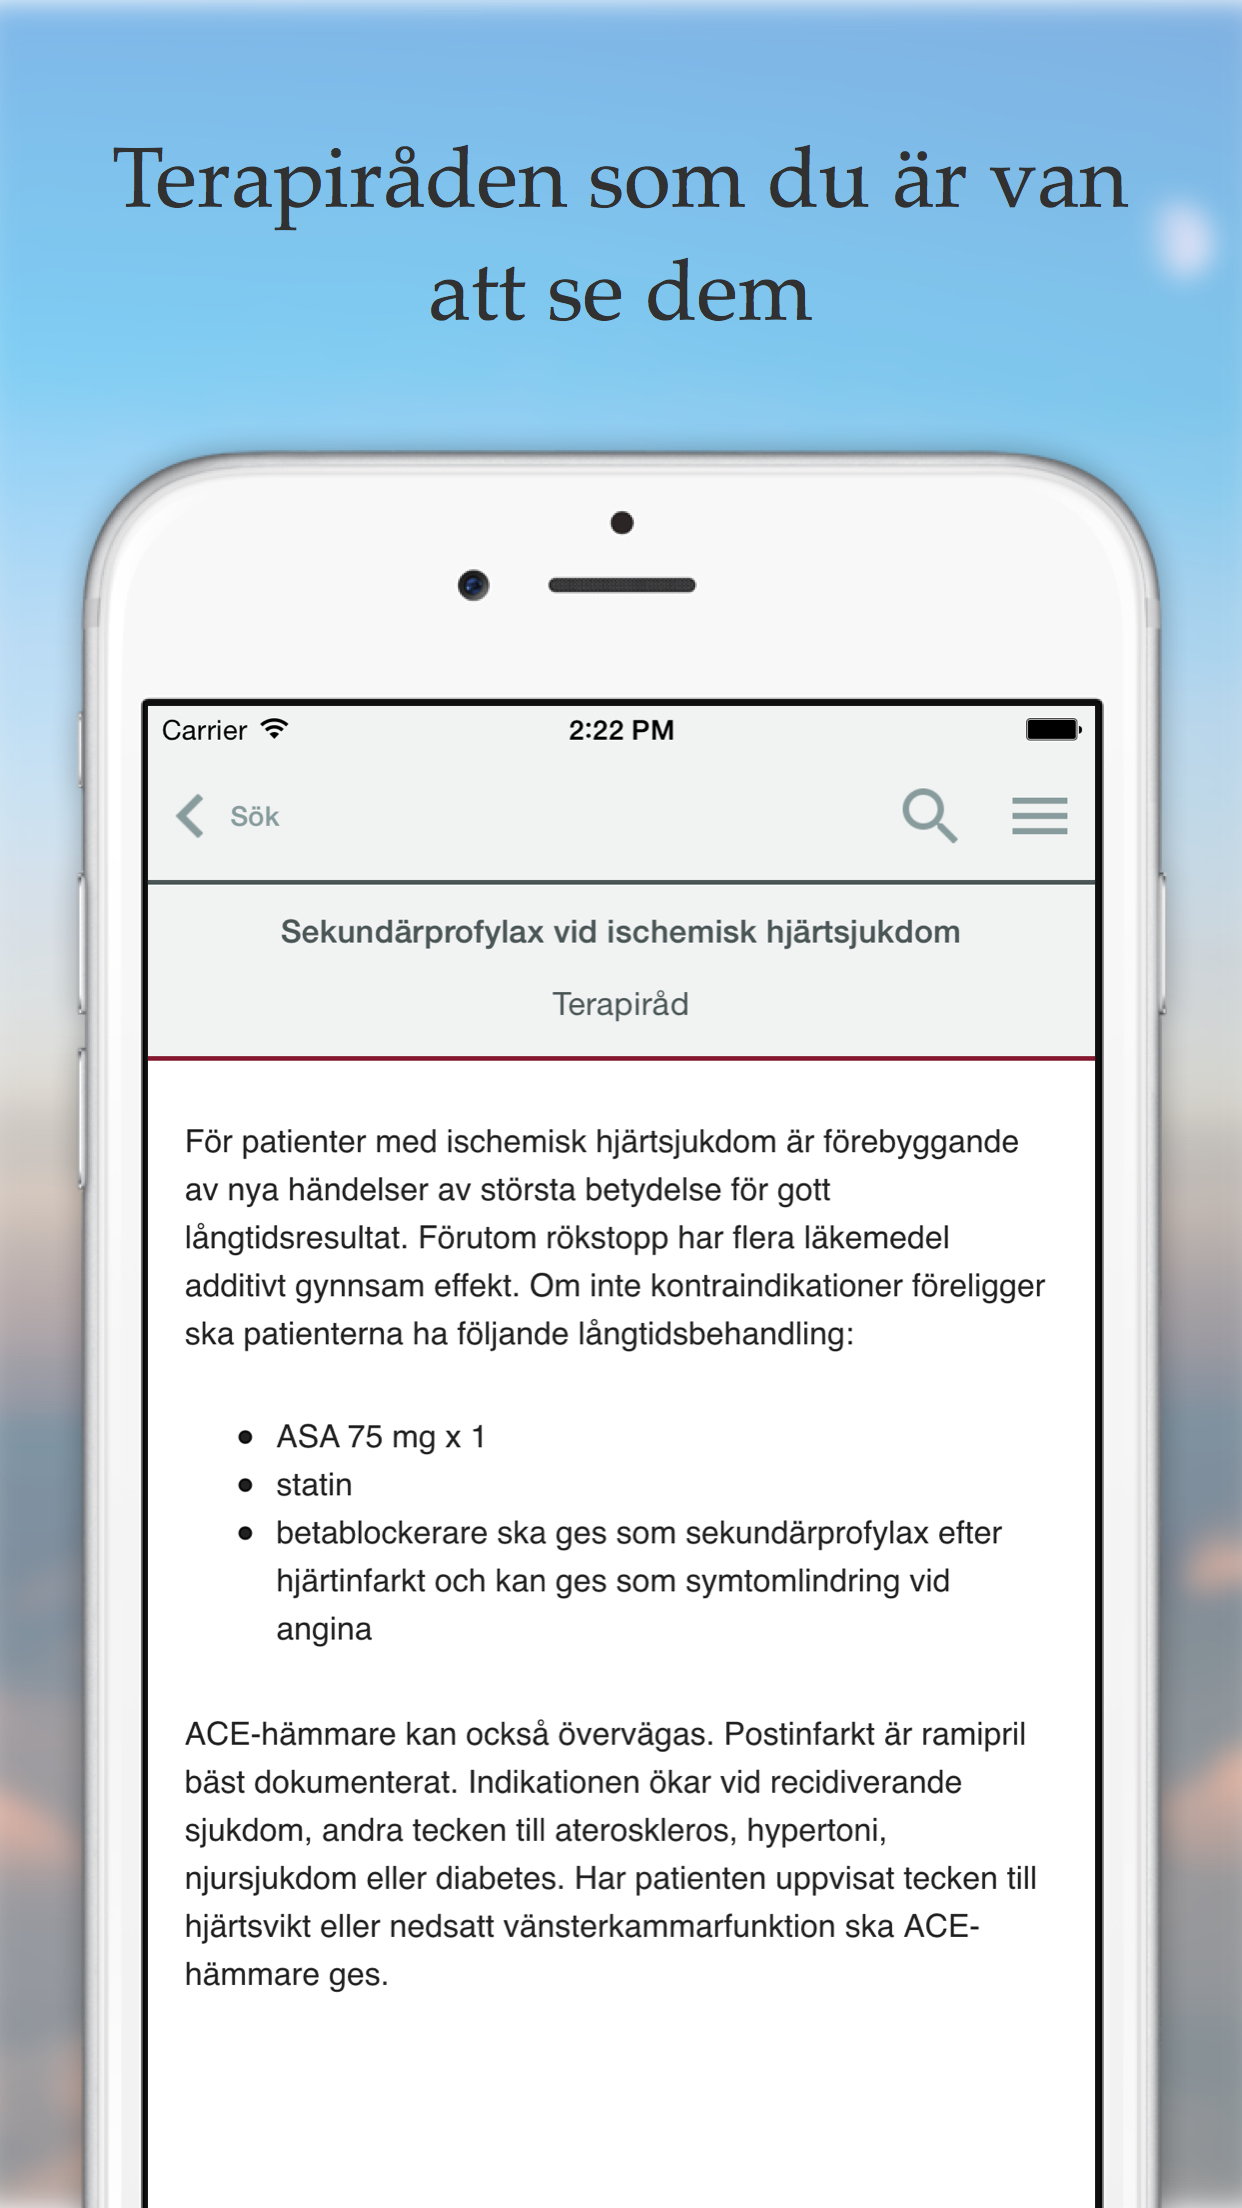 Terapiråden som du är van
att se dem
Carrier 2:22 PM
Sök
Sekundärprofylax vid ischemisk hjärtsjukdom
Terapiråd
För patienter med ischemisk hjärtsjukdom är förebyggande
av nya händelser av största betydelse för gott
långtidsresultat. Förutom rökstopp har flera läkemedel
additivt gynnsam effekt. Om inte kontraindikationer föreligger
ska patienterna ha följande långtidsbehandling:
• ASA 75 mg x 1
• statin
• betablockerare ska ges som sekundärprofylax efter
hjärtinfarkt och kan ges som symtomlindring vid
angina
ACE-hämmare kan också övervägas. Postinfarkt är ramipril
bäst dokumenterat. Indikationen ökar vid recidiverande
sjukdom, andra tecken till ateroskleros, hypertoni,
njursjukdom eller diabetes. Har patienten uppvisat tecken till
hjärtsvikt eller nedsatt vänsterkammarfunktion ska ACE-
hämmare ges.